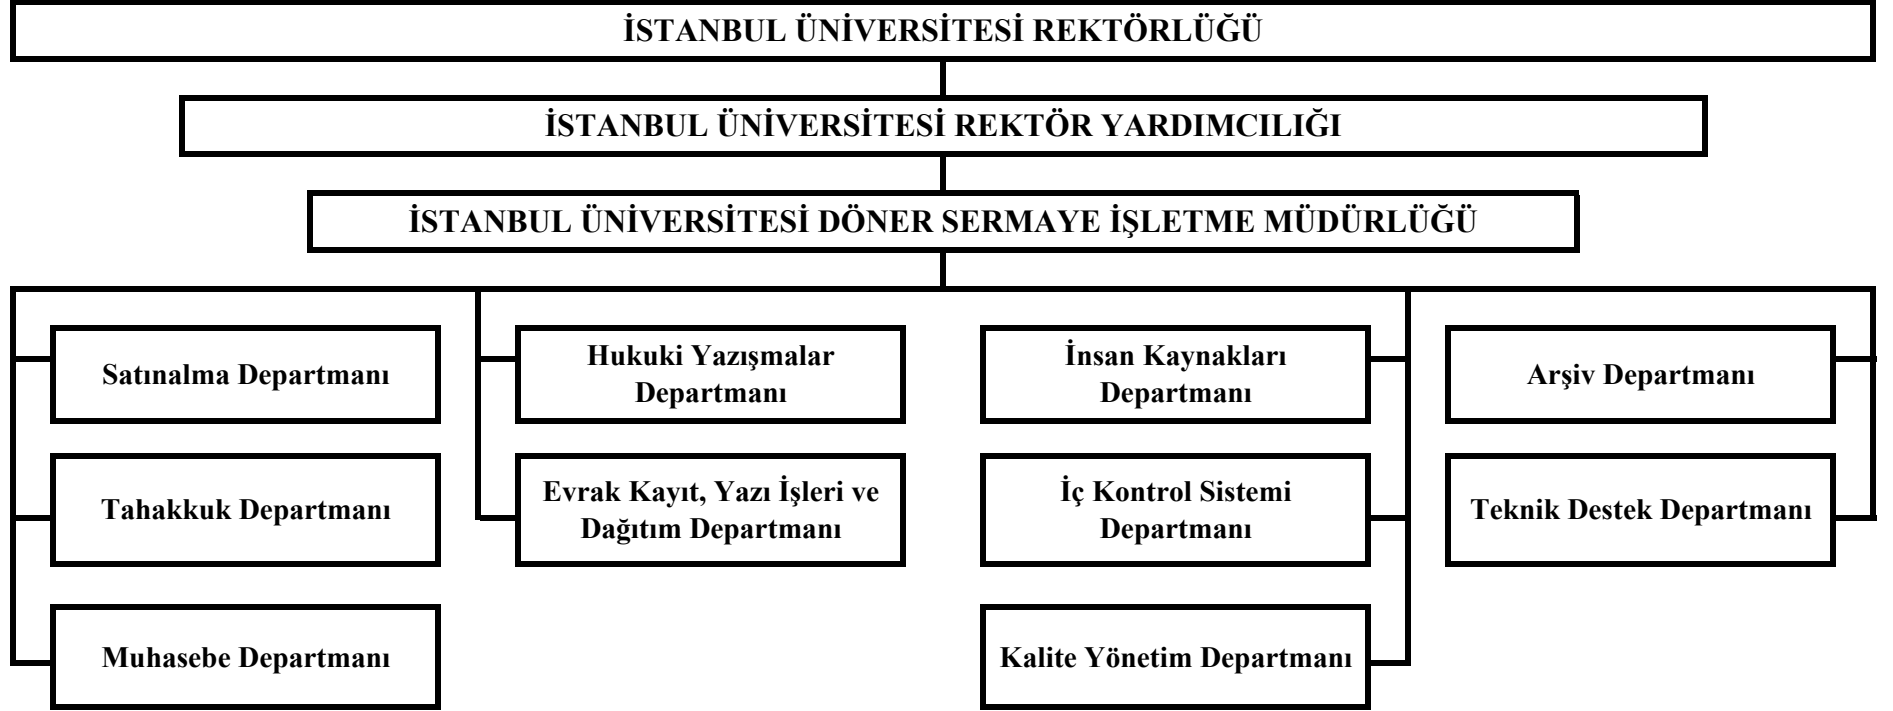 İSTANBUL ÜNİVERSİTESİ REKTÖRLÜĞÜ
İSTANBUL ÜNİVERSİTESİ REKTÖR YARDIMCILIĞI
İSTANBUL ÜNİVERSİTESİ DÖNER SERMAYE İŞLETME MÜDÜRLÜĞÜ
Satınalma Departmanı
Tahakkuk Departmanı
Muhasebe Departmanı
Hukuki Yazışmalar
Departmanı
Evrak Kayıt, Yazı İşleri ve
Dağıtım Departmanı
İnsan Kaynakları
Departmanı
İç Kontrol Sistemi
Departmanı
Kalite Yönetim Departmanı
Arşiv Departmanı
Teknik Destek Departmanı